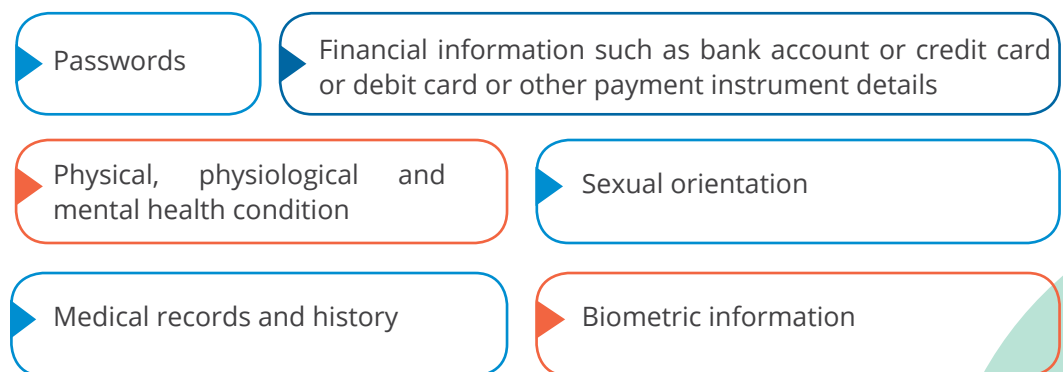 Passwords
Financial information such as bank account or credit card
or debit card or other payment instrument details
Physical, physiological and
mental health condition
Sexual orientation
Medical records and history
Biometric information